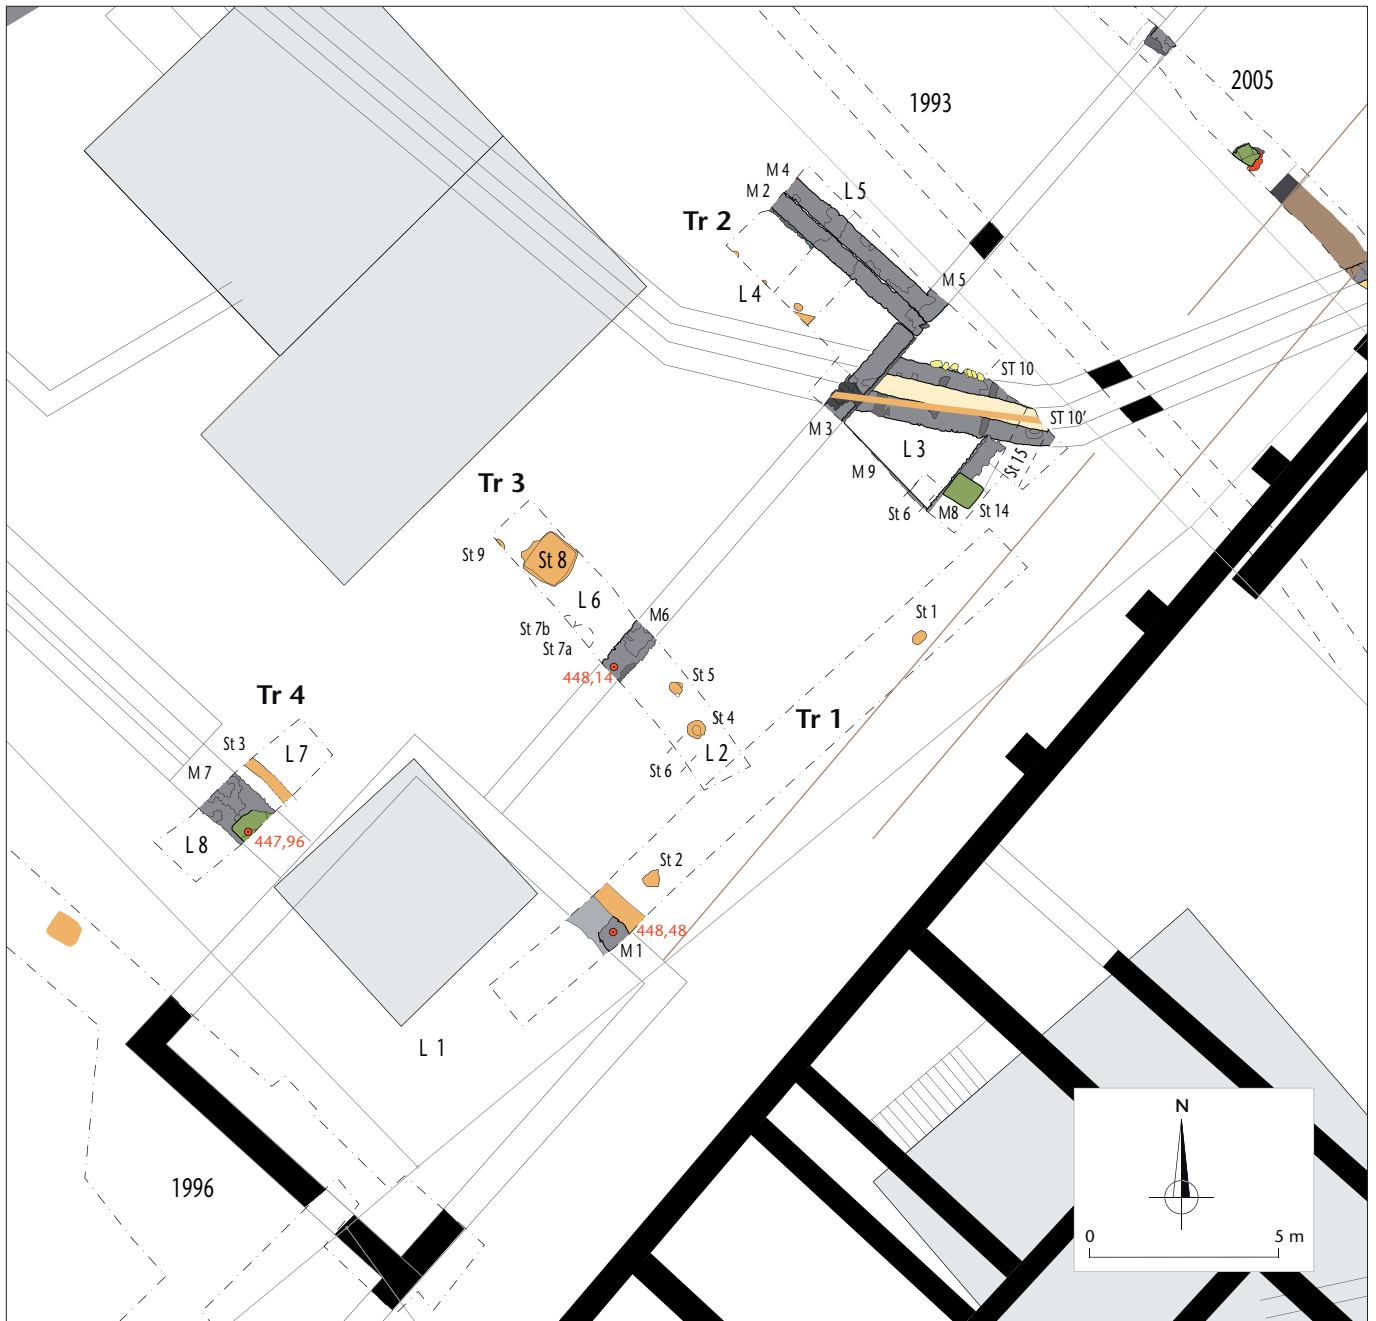 1993
2005
M 4
M 2
L 5
Tr 2
M 5
L 4
ST 10
ST 10'
M 3
L 3
St 15
M 9
Tr 3
St 6
M8
St 14
St 9
St 8
L 6
St 1
M6
St 7b
St 7a
448,14
St 5
Tr 4
Tr 1
St 4
St 3
L 7
L 2
M 7
St 6
447,96
L 8
St 2
448,48
M 1
L 1
N
1996
0 5 m